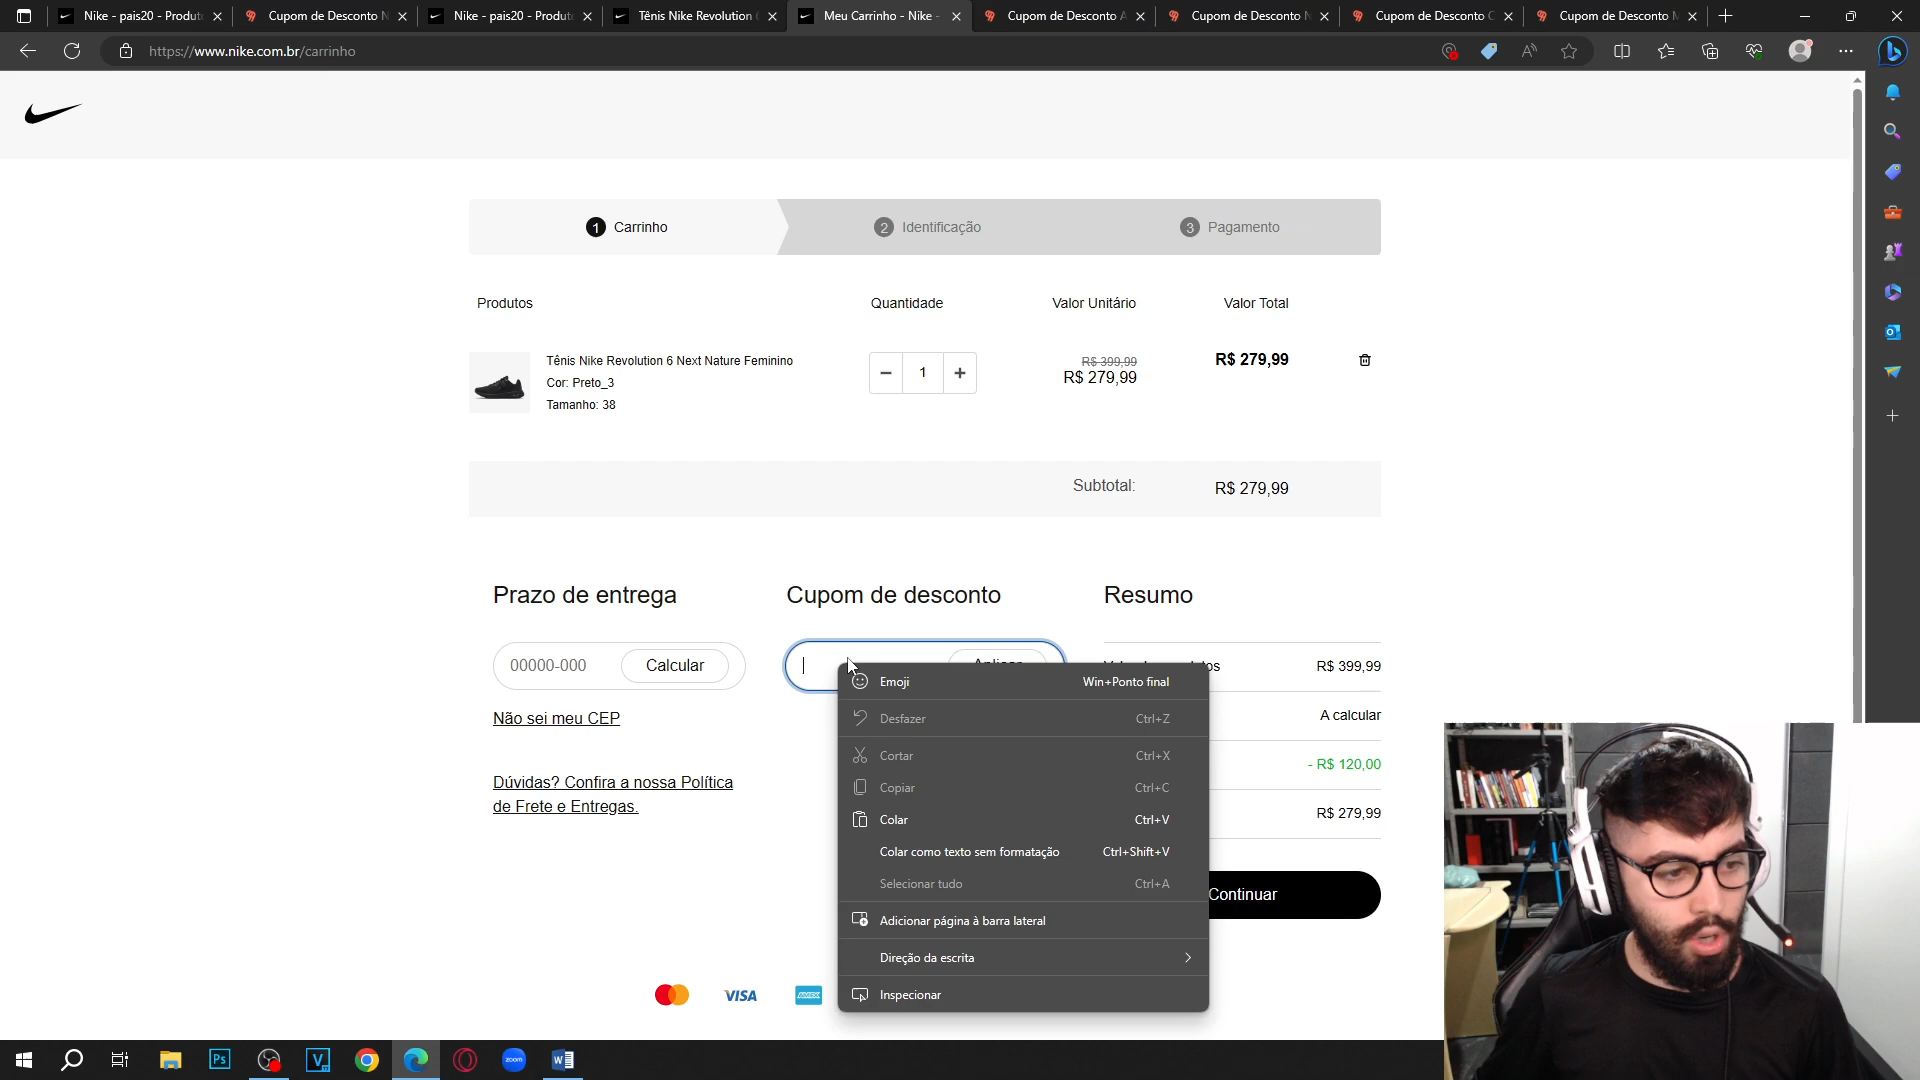 Nike - pais20 - Produt
Cupom de Desconto N
Nike - pais20 - Produt
Tênis Nike Revolution
Meu Carrinho - Nike -
Cupom de Desconto A
Cupom de Desconto N
Cupom de Desconto C
Cupom de Desconto
https://www.nike.com.br/carrinho
1 Carrinho
2 Identificação
3 Pagamento
Produtos
Quantidade
Valor Unitário
Valor Total
Tênis Nike Revolution 6 Next Nature Feminino
Cor: Preto_3
Tamanho: 38
1
R$ 399,99
R$ 279,99
R$ 279,99
Subtotal:
R$ 279,99
Prazo de entrega
Cupom de desconto
Resumo
00000-000
Calcular
R$ 399,99
Não sei meu CEP
A calcular
- R$ 120,00
R$ 279,99
Dúvidas? Confira a nossa Política
de Frete e Entregas.
Continuar
Emoji Win+Ponto final
Desfazer Ctrl+Z
Cortar Ctrl+X
Copiar Ctrl+C
Colar Ctrl+V
Colar como texto sem formatação Ctrl+Shift+V
Selecionar tudo Ctrl+A
Adicionar página à barra lateral
Direção da escrita
Inspecionar
VISA
AMEX
Ps
V
zoom
W